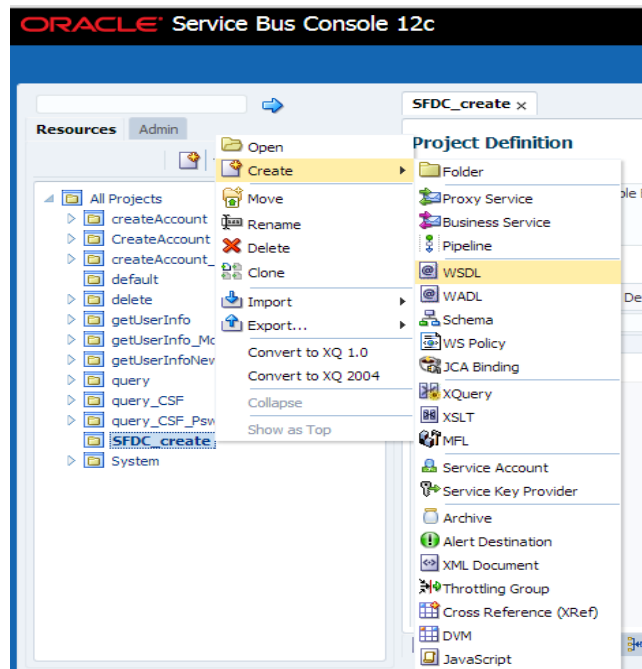 ORACLE Service Bus Console 12c
SFDC_create ×
Resources Admin
Project Definition
All Projects
createAccount
CreateAccount
createAccount_
default
delete
getUserInfo
getUserInfo_Mo
getUserInfoNew
query
query_CSF
query_CSF_Psw
SFDC_create
System
Open
Create
Move
Rename
Delete
Clone
Import
Export...
Convert to XQ 1.0
Convert to XQ 2004
Collapse
Show as Top
Folder
Proxy Service
Business Service
Pipeline
WSDL
WADL
Schema
WS Policy
JCA Binding
XQuery
XSLT
MFL
Service Account
Service Key Provider
Archive
Alert Destination
XML Document
Throttling Group
Cross Reference (XRef)
DVM
JavaScript
ble
De